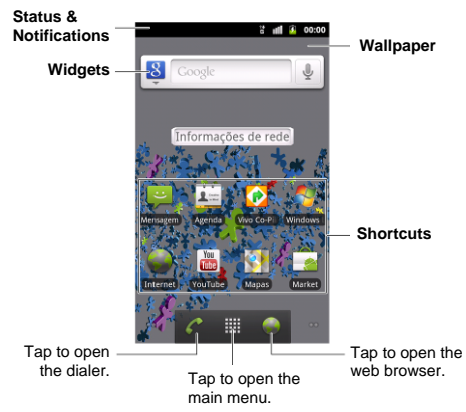 Status &
Notifications
00:00
Wallpaper
Widgets
Google
Informações de rede
Mensagem
Agenda
Vivo Co-Pi
Windows
Shortcuts
Internet
YouTube
Mapas
Market
Tap to open
the dialer.
Tap to open the
main menu.
Tap to open the
web browser.